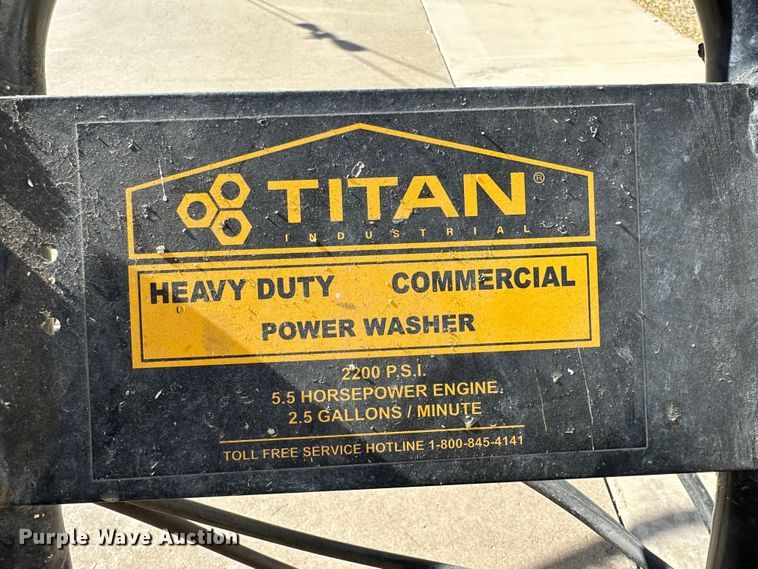 TITAN®
INDUSTRIAL
HEAVY DUTY COMMERCIAL
POWER WASHER
2200 P.S.I.
5.5 HORSEPOWER ENGINE
2.5 GALLONS / MINUTE
TOLL FREE SERVICE HOTLINE 1-800-845-4141
Purple Wave Auction